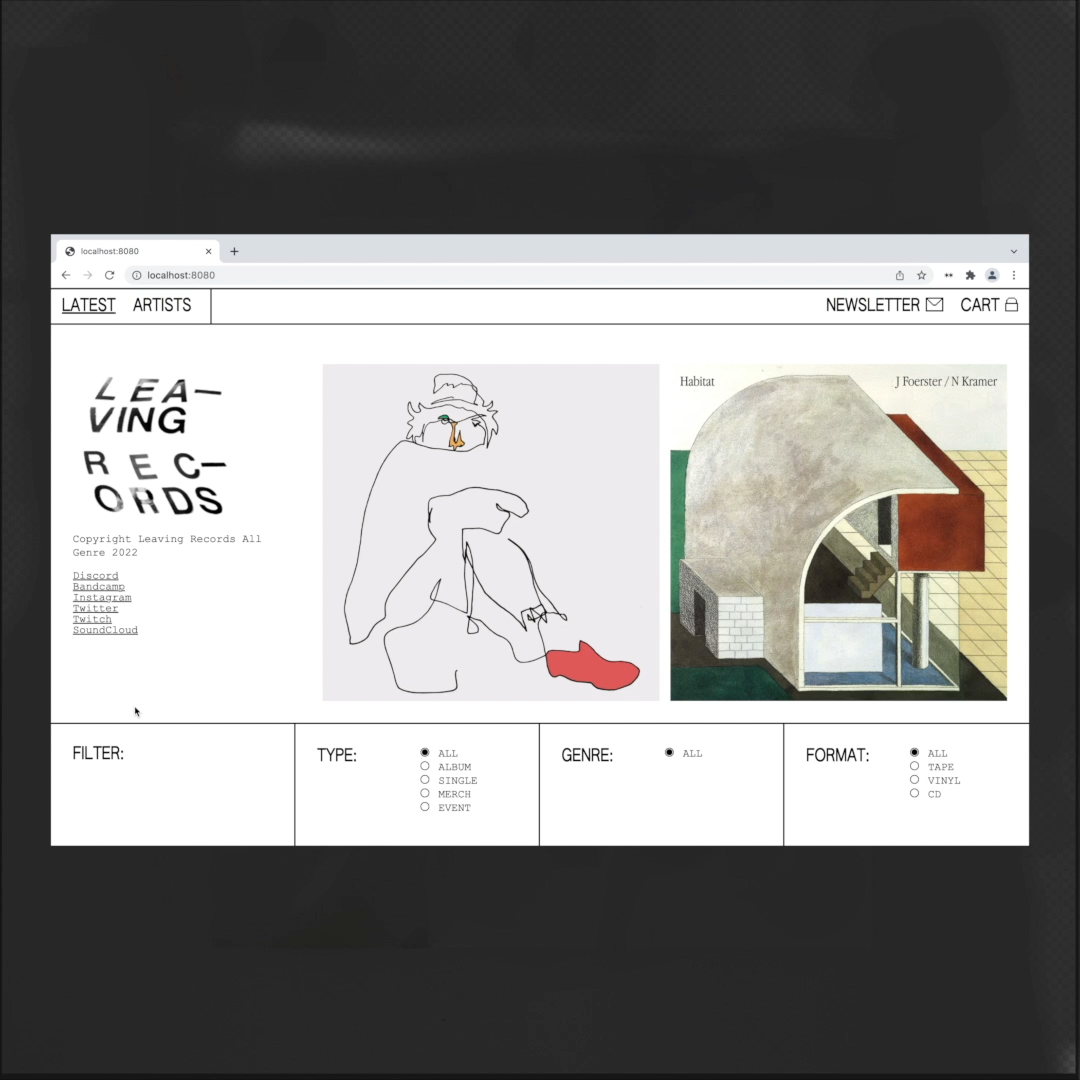 localhost:8080
localhost:8080
LATEST ARTISTS NEWSLETTER CART
LEA—
VING
REC—
ORDS
Copyright Leaving Records All
Genre 2022
Discord
Bandcamp
Instagram
Twitter
Twitch
SoundCloud
Habitat J Foerster / N Kramer
FILTER:
TYPE:
ALL
ALBUM
SINGLE
MERCH
EVENT
GENRE:
ALL
FORMAT:
ALL
TAPE
VINYL
CD